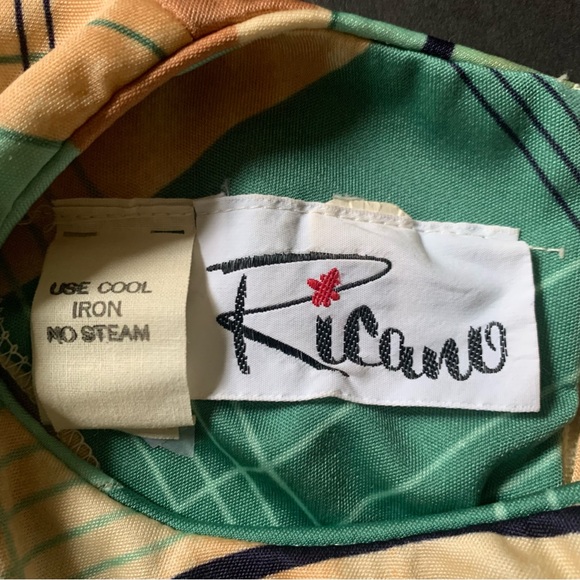 USE COOL
IRON
NO STEAM
Ricano